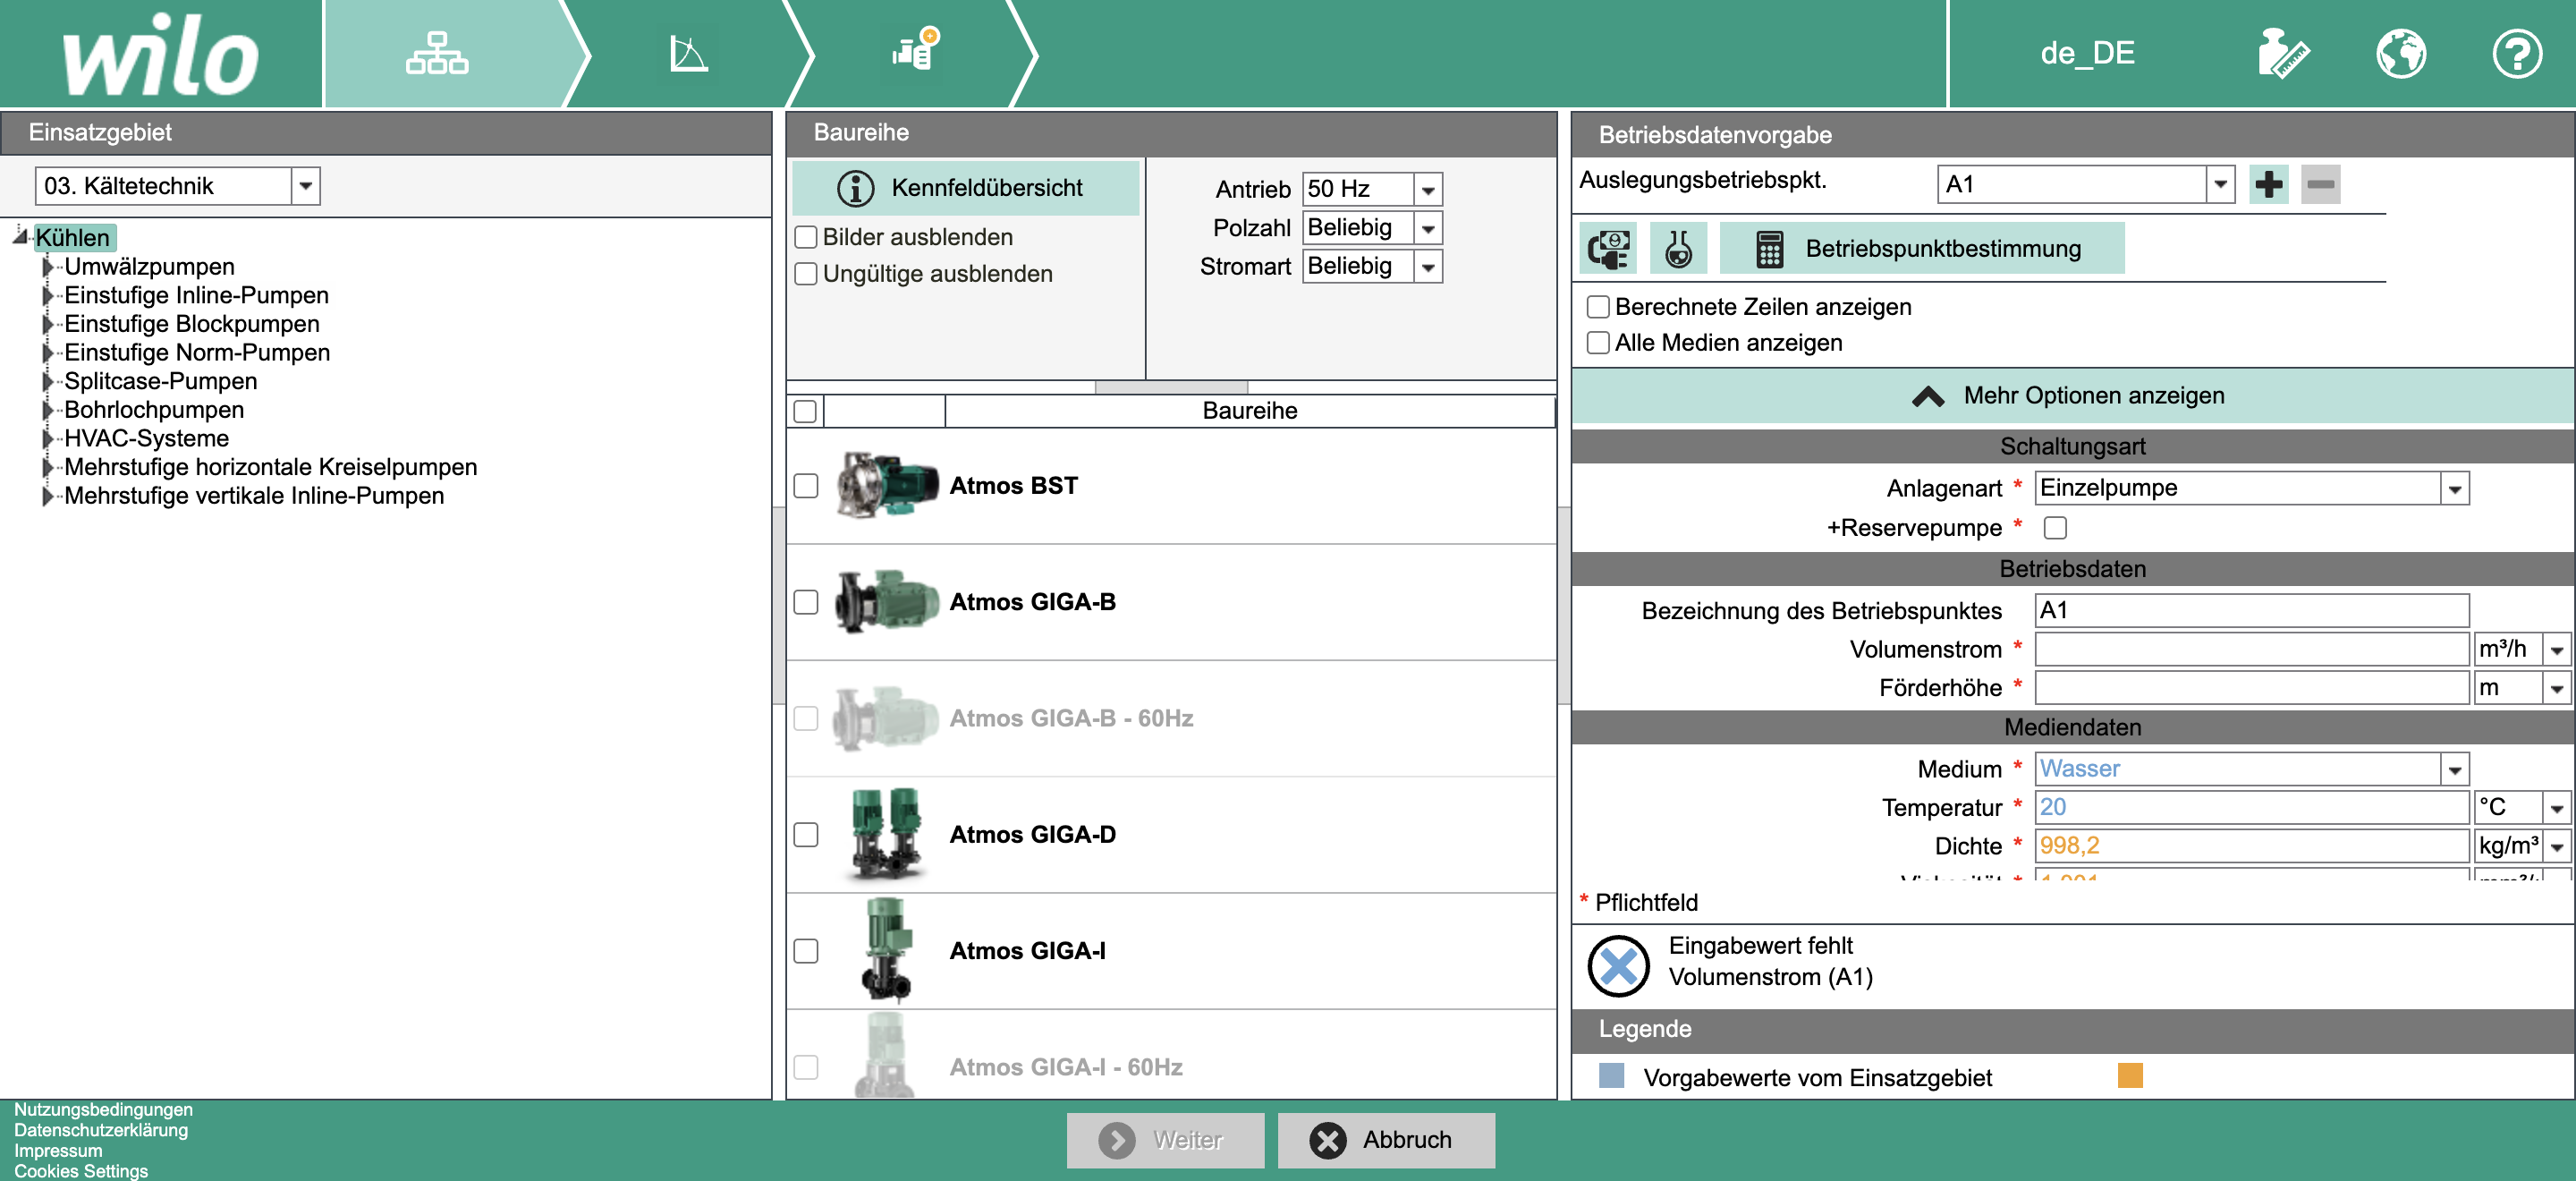 wilo
de_DE
Einsatzgebiet
03. Kältetechnik
Kühlen
Umwälzpumpen
Einstufige Inline-Pumpen
Einstufige Blockpumpen
Einstufige Norm-Pumpen
Splitcase-Pumpen
Bohrlochpumpen
HVAC-Systeme
Mehrstufige horizontale Kreiselpumpen
Mehrstufige vertikale Inline-Pumpen
Baureihe
Kennfeldübersicht
Bilder ausblenden
Ungültige ausblenden
Antrieb 50 Hz
Polzahl Beliebig
Stromart Beliebig
Baureihe
Atmos BST
Atmos GIGA-B
Atmos GIGA-B - 60Hz
Atmos GIGA-D
Atmos GIGA-I
Atmos GIGA-I - 60Hz
Betriebsdatenvorgabe
Auslegungsbetriebspkt. A1
Betriebspunktbestimmung
Berechnete Zeilen anzeigen
Alle Medien anzeigen
Mehr Optionen anzeigen
Schaltungsart
Anlagenart * Einzelpumpe
+Reservepumpe *
Betriebsdaten
Bezeichnung des Betriebspunktes A1
Volumenstrom * m³/h
Förderhöhe * m
Mediendaten
Medium * Wasser
Temperatur * 20 °C
Dichte * 998,2 kg/m³
* Pflichtfeld
Eingabewert fehlt
Volumenstrom (A1)
Legende
Vorgabewerte vom Einsatzgebiet
Nutzungsbedingungen
Datenschutzerklärung
Impressum
Cookies Settings
Weiter
Abbruch